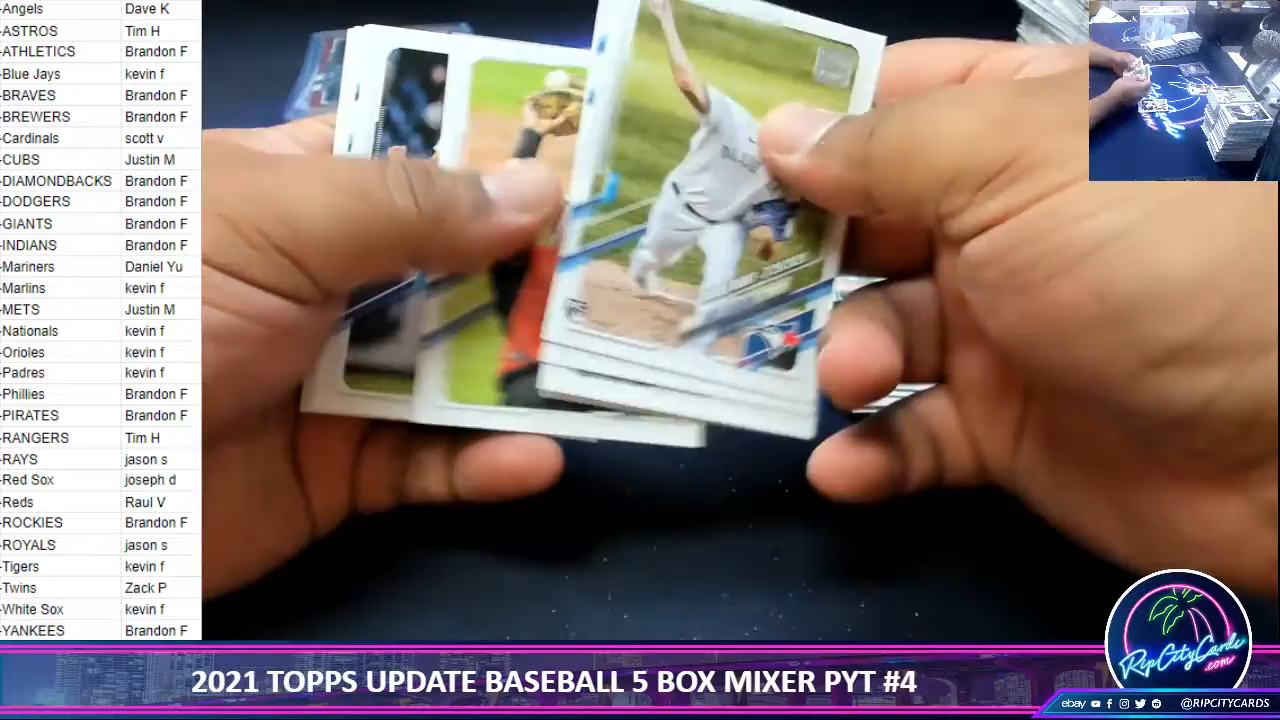 -Angels Dave K
-ASTROS Tim H
-ATHLETICS Brandon F
-Blue Jays kevin f
-BRAVES Brandon F
-BREWERS Brandon F
-Cardinals scott v
-CUBS Justin M
-DIAMONDBACKS Brandon F
-DODGERS Brandon F
-GIANTS Brandon F
-INDIANS Brandon F
-Mariners Daniel Yu
-Marlins kevin f
-METS Justin M
-Nationals kevin f
-Orioles kevin f
-Padres kevin f
-Phillies Brandon F
-PIRATES Brandon F
-RANGERS Tim H
-RAYS jason s
-Red Sox joseph d
-Reds Raul V
-ROCKIES Brandon F
-ROYALS jason s
-Tigers kevin f
-Twins Zack P
-White Sox kevin f
-YANKEES Brandon F
RipCityCards
.com
2021 TOPPS UPDATE BASEBALL 5 BOX MIXER PYT #4
ebay @RIPCITYCARDS